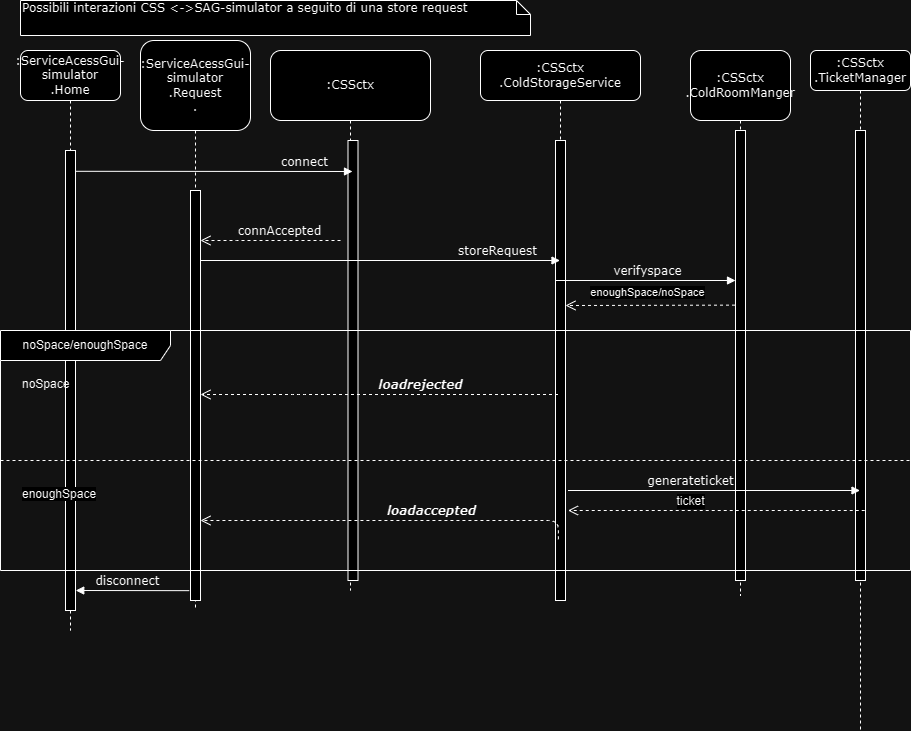 Possibili interazioni CSS <->SAG-simulator a seguito di una store request
:ServiceAcessGui-
simulator
.Home
:ServiceAcessGui-
simulator
.Request
.
:CSSctx
:CSSctx
.ColdStorageService
:CSSctx
.ColdRoomManger
:CSSctx
.TicketManager
connect
connAccepted
storeRequest
verifyspace
enoughSpace/noSpace
noSpace/enoughSpace
noSpace
loadrejected
generateticket
enoughSpace
ticket
loadaccepted
disconnect